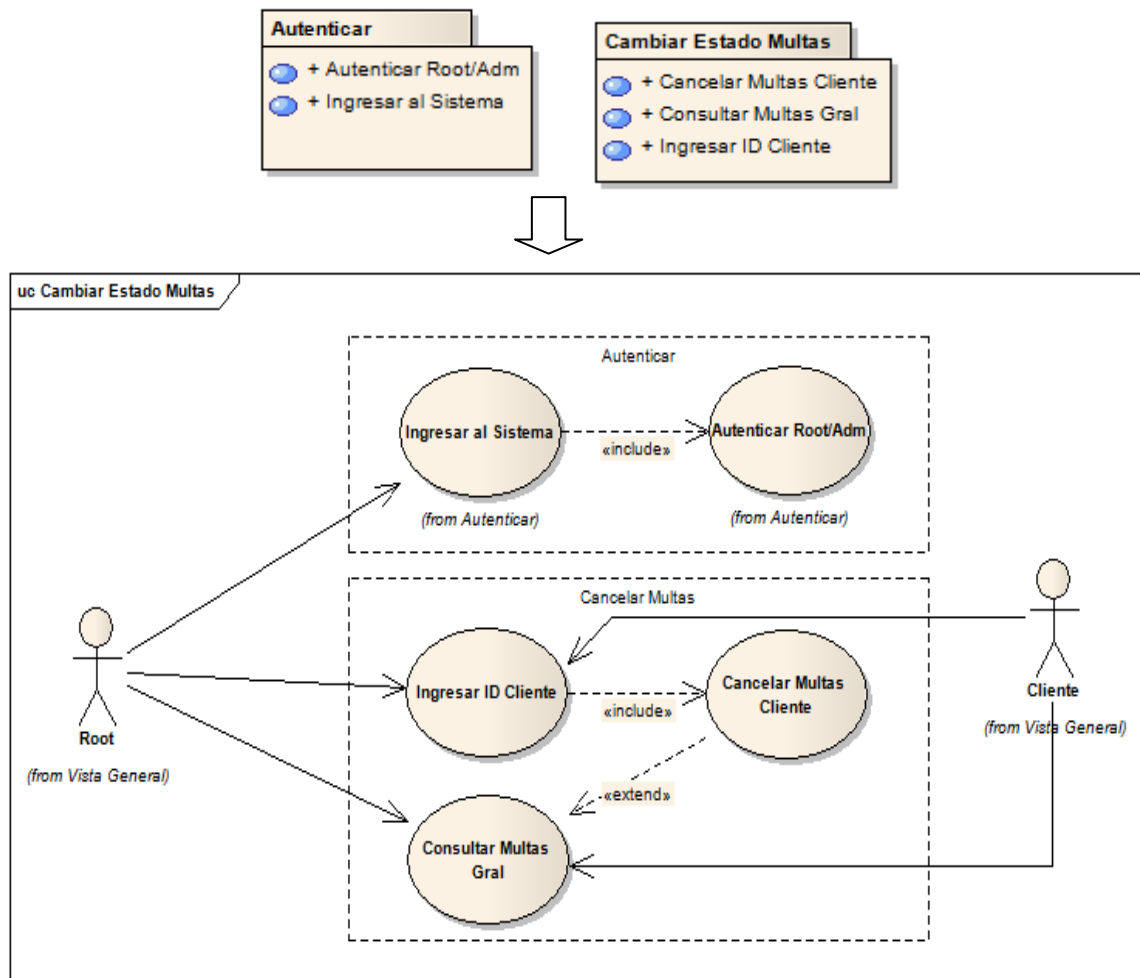 Autenticar
+ Autenticar Root/Adm
+ Ingresar al Sistema
Cambiar Estado Multas
+ Cancelar Multas Cliente
+ Consultar Multas Gral
+ Ingresar ID Cliente
uc Cambiar Estado Multas
Autenticar
Ingresar al Sistema
«include»
Autenticar Root/Adm
(from Autenticar)
(from Autenticar)
Cancelar Multas
Ingresar ID Cliente
«include»
Cancelar Multas
Cliente
«extend»
Consultar Multas
Gral
Root
(from Vista General)
Cliente
(from Vista General)